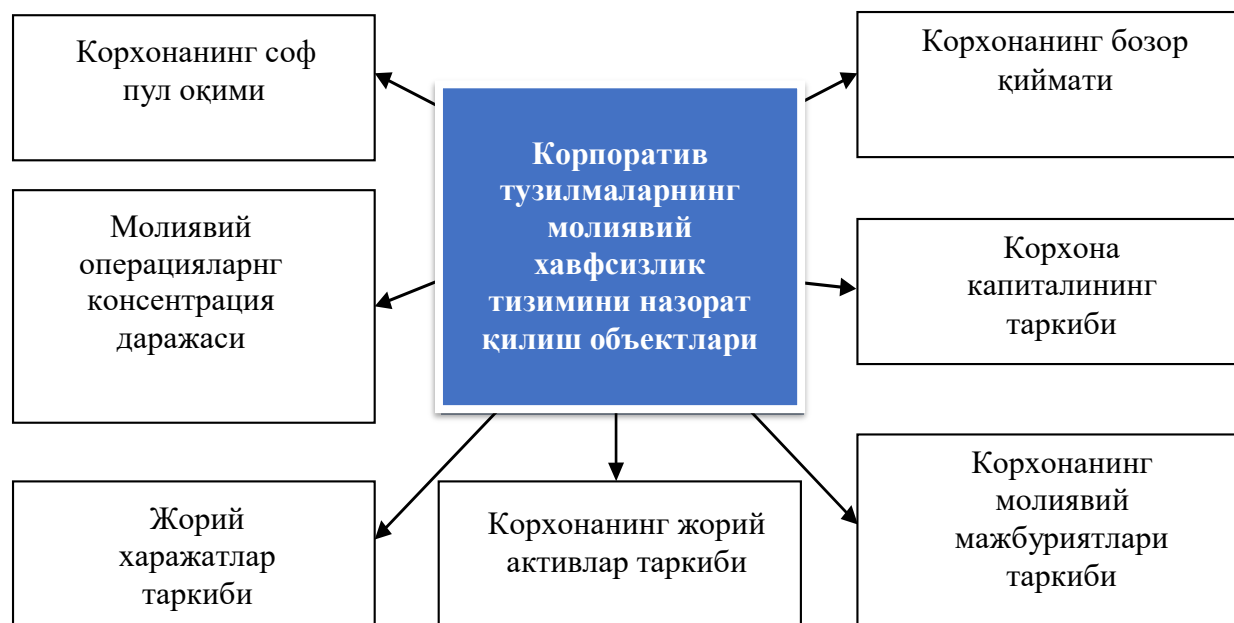 Корхонанинг соф
пул оқими
Корхонанинг бозор
қиймати
Корпоратив
тузилмаларнинг
молиявий
хавфсизлик
тизимини назорат
қилиш объектлари
Молиявий
операцияларнг
консентрация
даражаси
Корхона
капиталининг
таркиби
Жорий
харажатлар
таркиби
Корхонанинг жорий
активлар таркиби
Корхонанинг
молиявий
мажбуриятлари
таркиби